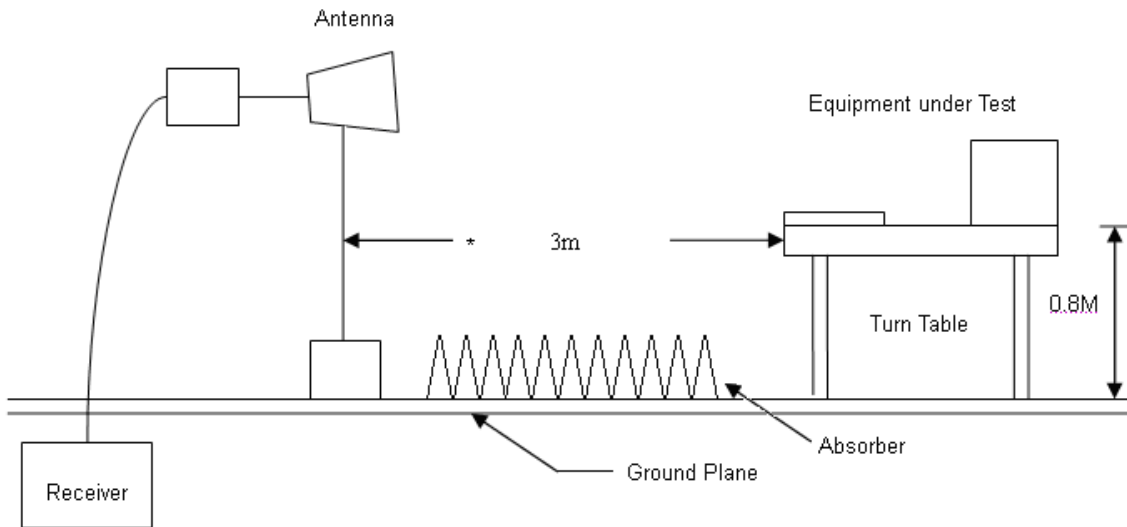 Antenna
Equipment under Test
* 3m
0.8M
Turn Table
Absorber
Ground Plane
Receiver